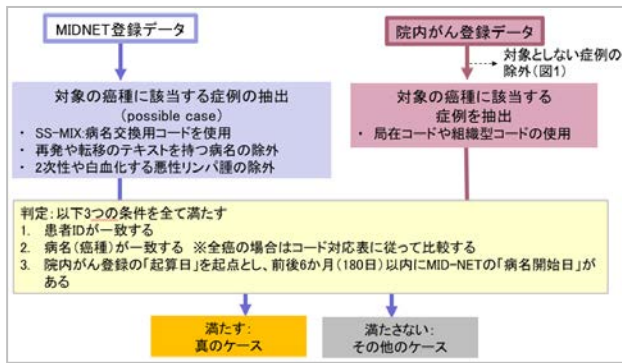 MIDNET登録データ
院内がん登録データ
対象としない症例の
除外(図1)
対象の癌種に該当する症例の抽出
(possible case)
・ SS-MIX:病名交換用コードを使用
・ 再発や転移のテキストを持つ病名の除外
・ 2次性や白血化する悪性リンパ腫の除外
対象の癌種に該当する
症例を抽出
・ 局在コードや組織型コードの使用
判定:以下3つの条件を全て満たす
1. 患者IDが一致する
2. 病名(癌種)が一致する ※全癌の場合はコード対応表に従って比較する
3. 院内がん登録の「起算日」を起点とし、前後6か月(180日)以内にMID-NETの「病名開始日」が
ある
満たす:
真のケース
満たさない:
その他のケース